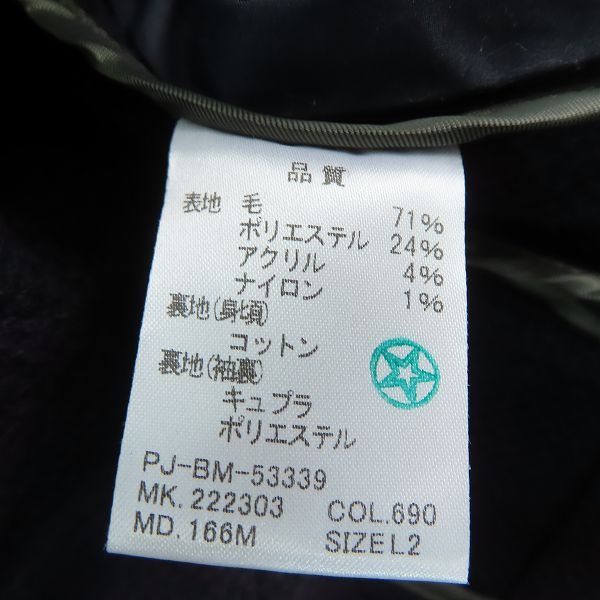 品質
表地 毛 71%
ポリエステル 24%
アクリル 4%
ナイロン 1%
裏地(身頃)
コットン
裏地(袖裏)
キュプラ
ポリエステル
PJ-BM-53339
MK.222303 COL.690
MD.166M SIZE L2